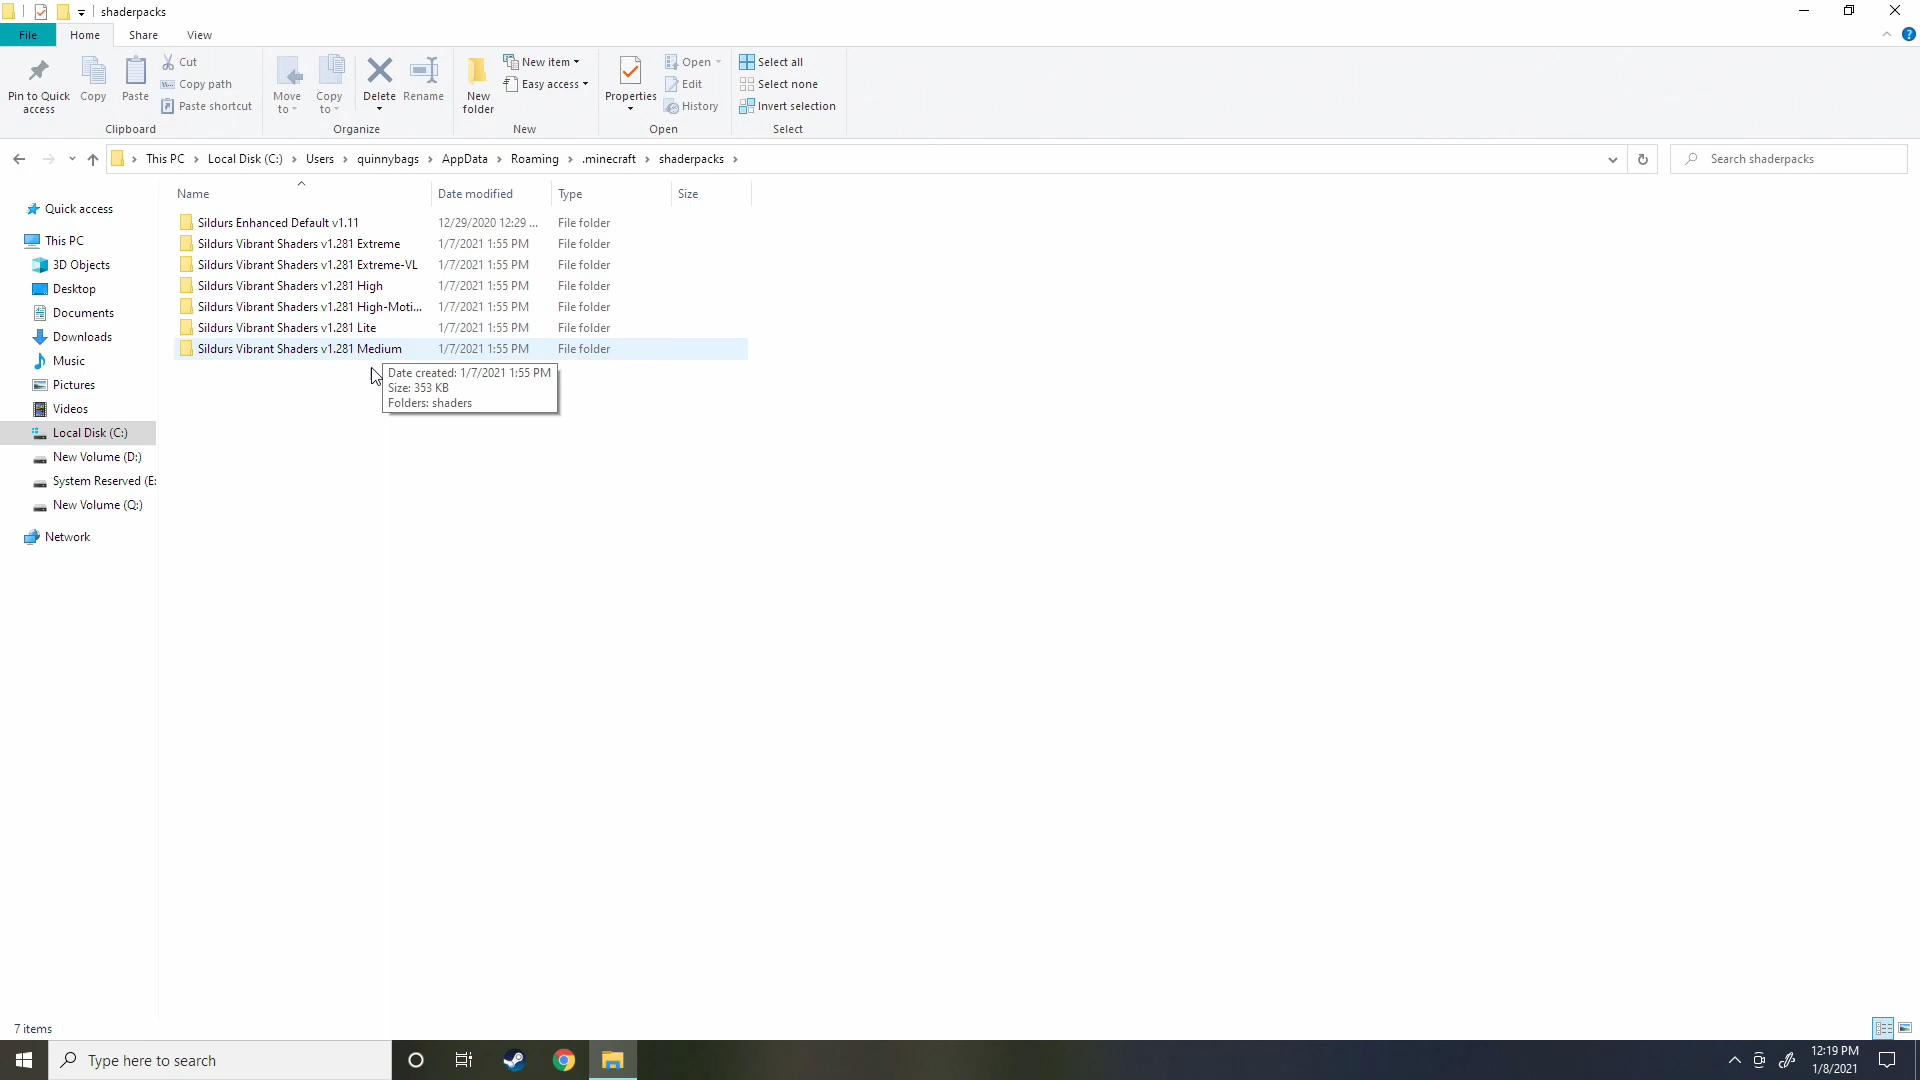 shaderpacks
File Home Share View
Pin to Quick access
Copy
Paste
Cut
Copy path
Paste shortcut
Clipboard
Move to
Copy to
Delete
Rename
Organize
New folder
New item
Easy access
New
Properties
Open
Edit
History
Open
Select all
Select none
Invert selection
Select
This PC > Local Disk (C:) > Users > quinnybags > AppData > Roaming > .minecraft > shaderpacks >
Search shaderpacks
Quick access
This PC
3D Objects
Desktop
Documents
Downloads
Music
Pictures
Videos
Local Disk (C:)
New Volume (D:)
System Reserved (E:
New Volume (Q:)
Network
Name Date modified Type Size
Sildurs Enhanced Default v1.11 12/29/2020 12:29 ... File folder
Sildurs Vibrant Shaders v1.281 Extreme 1/7/2021 1:55 PM File folder
Sildurs Vibrant Shaders v1.281 Extreme-VL 1/7/2021 1:55 PM File folder
Sildurs Vibrant Shaders v1.281 High 1/7/2021 1:55 PM File folder
Sildurs Vibrant Shaders v1.281 High-Moti... 1/7/2021 1:55 PM File folder
Sildurs Vibrant Shaders v1.281 Lite 1/7/2021 1:55 PM File folder
Sildurs Vibrant Shaders v1.281 Medium 1/7/2021 1:55 PM File folder
Date created: 1/7/2021 1:55 PM
Size: 353 KB
Folders: shaders
7 items
Type here to search
12:19 PM
1/8/2021